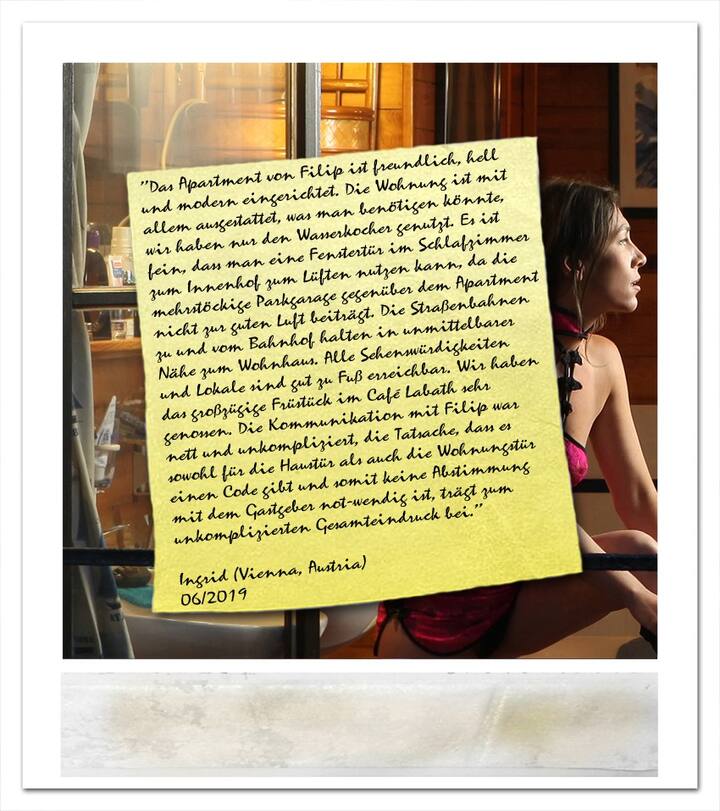 "Das Apartment von Filip ist freundlich, hell
und modern eingerichtet. Die Wohnung ist mit
allem ausgestattet, was man benötigen könnte,
wir haben nur den Wasserkocher genutzt. Es ist
fein, dass man eine Fenstertür im Schlafzimmer
zum Innenhof zum Lüften nutzen kann, da die
mehrstöckige Parkgarage gegenüber dem Apartment
nicht zur guten Luft beiträgt. Die Straßenbahnen
zu und vom Bahnhof halten in unmittelbarer
Nähe zum Wohnhaus. Alle Sehenswürdigkeiten
und Lokale sind gut zu Fuß erreichbar. Wir haben
das großzügige Früstück im Café Labath sehr
genossen. Die Kommunikation mit Filip war
nett und unkompliziert, die Tatsache, dass es
sowohl für die Haustür als auch die Wohnungstür
einen Code gibt und somit keine Abstimmung
mit dem Gastgeber not-wendig ist, trägt zum
unkomplizierten Gesamteindruck bei."
Ingrid (Vienna, Austria)
06/2019